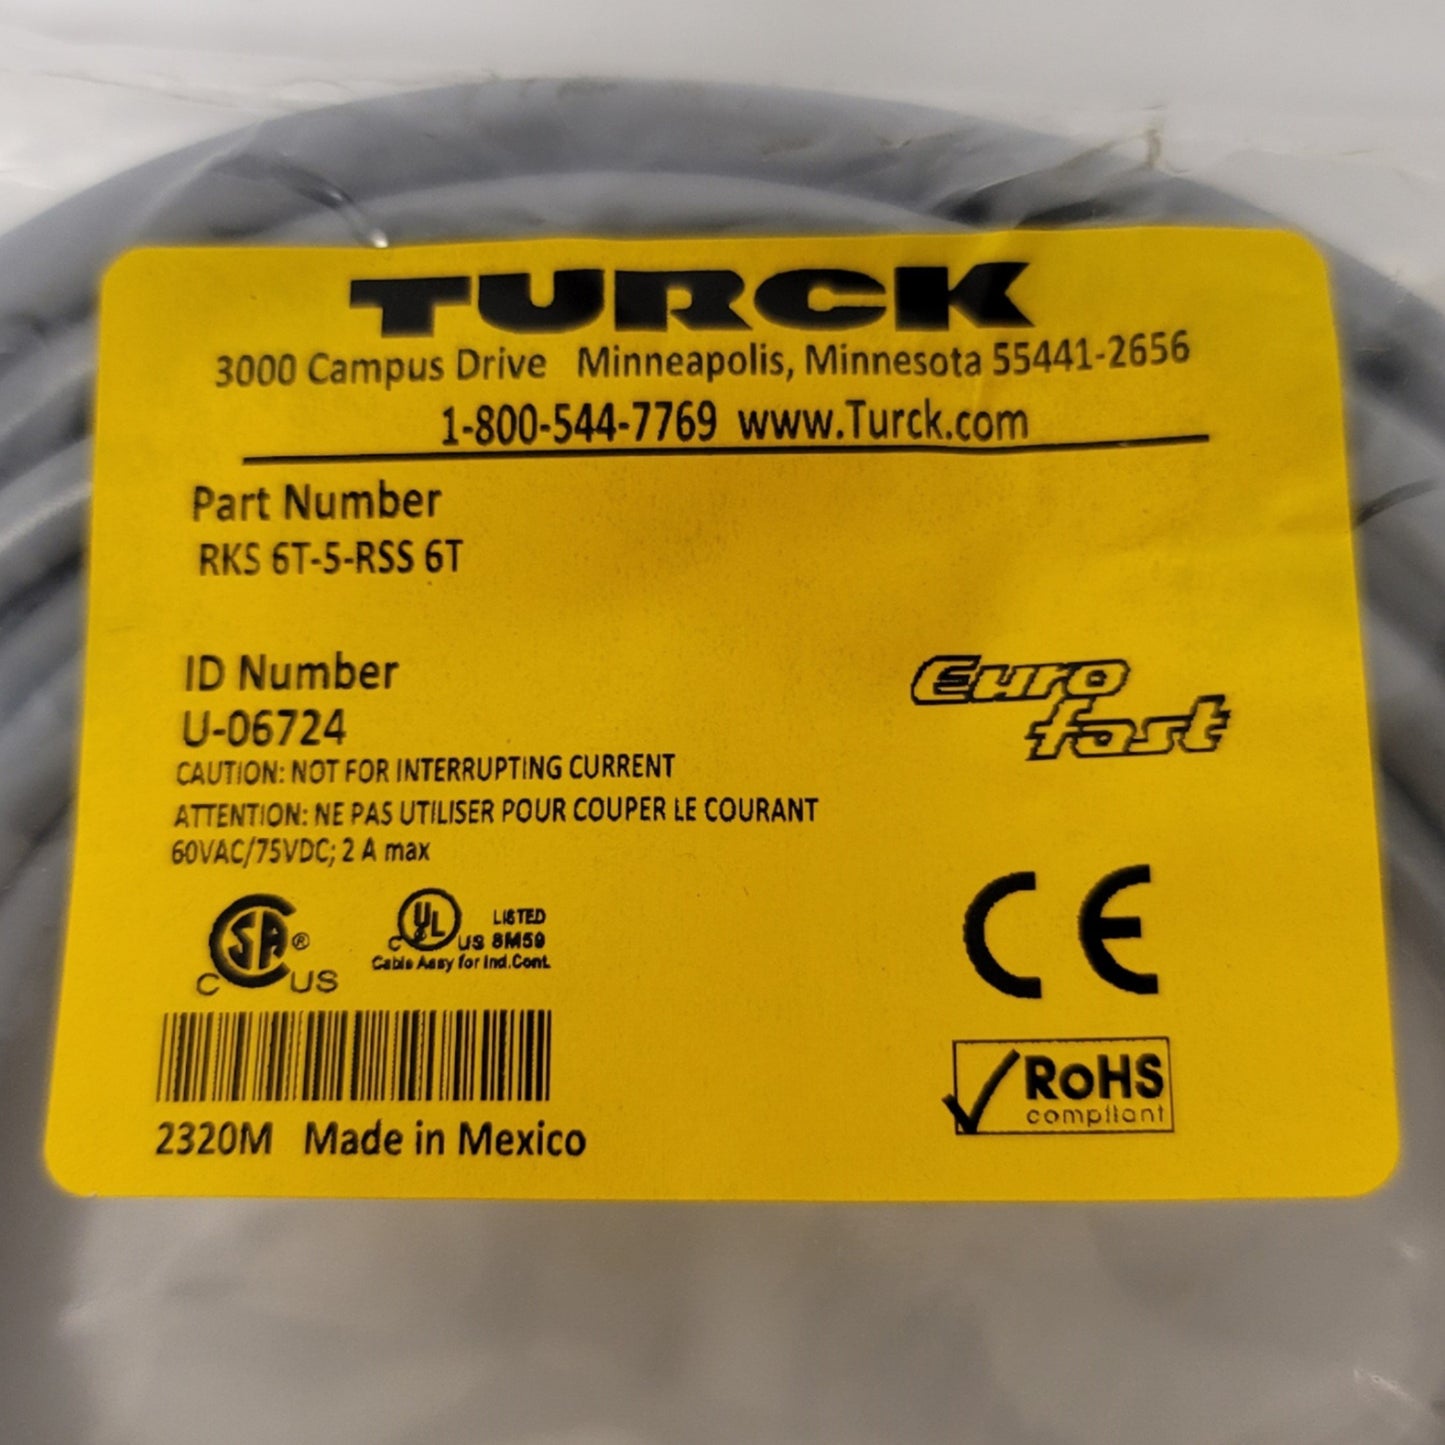 TURCK
3000 Campus Drive Minneapolis, Minnesota 55441-2656
1-800-544-7769 www.Turck.com
Part Number
RKS 6T-5-RSS 6T
ID Number
U-06724
Euro
fast
CAUTION: NOT FOR INTERRUPTING CURRENT
ATTENTION: NE PAS UTILISER POUR COUPER LE COURANT
60VAC/75VDC; 2 A max
C SA ® C US
C UL US LISTED
8M59
Cable Assy for Ind.Cont.
CE
RoHS
compliant
2320M Made in Mexico